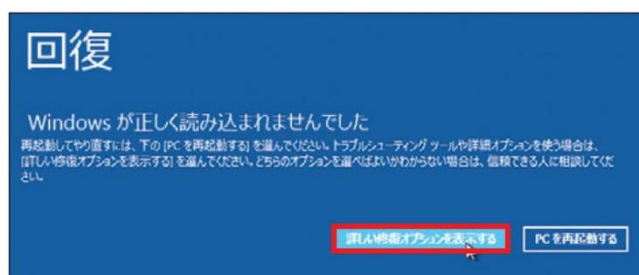 回復
Windows が正しく読み込まれませんでした
再起動してやり直すには、下の [PC を再起動する] を選んでください。トラブルシューティング ツールや詳細オプションを使う場合は、
[詳しい修復オプションを表示する] を選んでください。どちらのオプションを選べばよいかわからない場合は、信頼できる人に相談してくだ
さい。
詳しい修復オプションを表示する
PC を再起動する